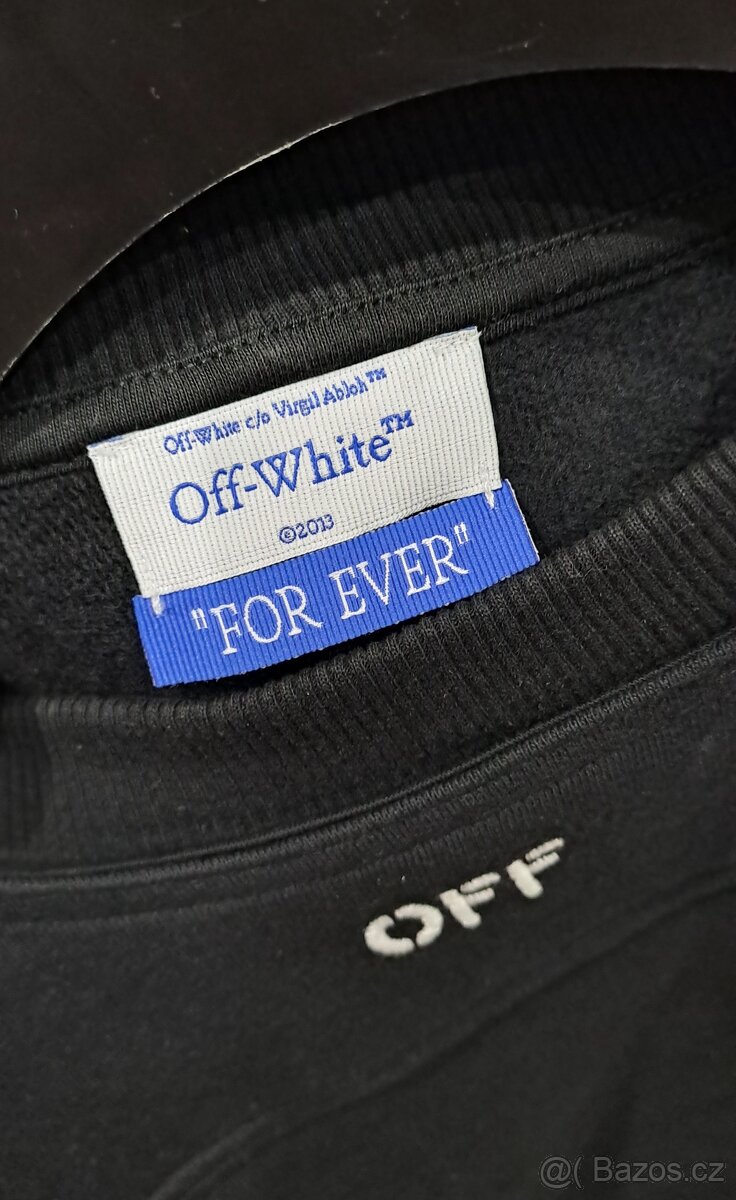 Off-White c/o Virgil Abloh™
Off-White™
©2013
"FOR EVER"
OFF
@( Bazos.cz